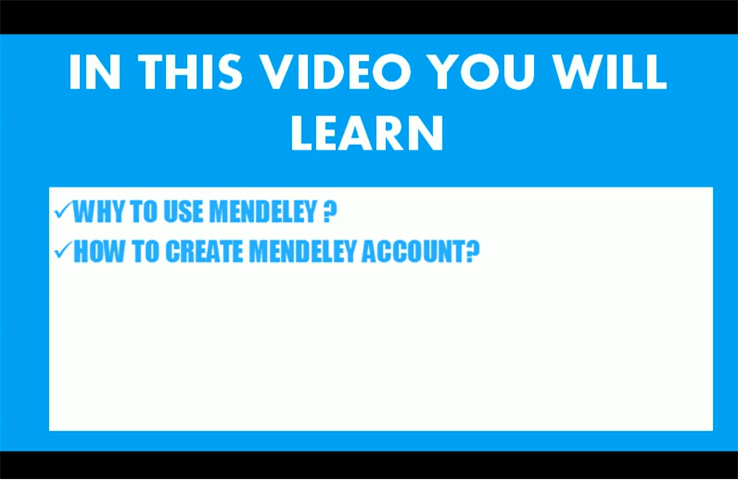 IN THIS VIDEO YOU WILL
LEARN
✓WHY TO USE MENDELEY ?
✓HOW TO CREATE MENDELEY ACCOUNT?